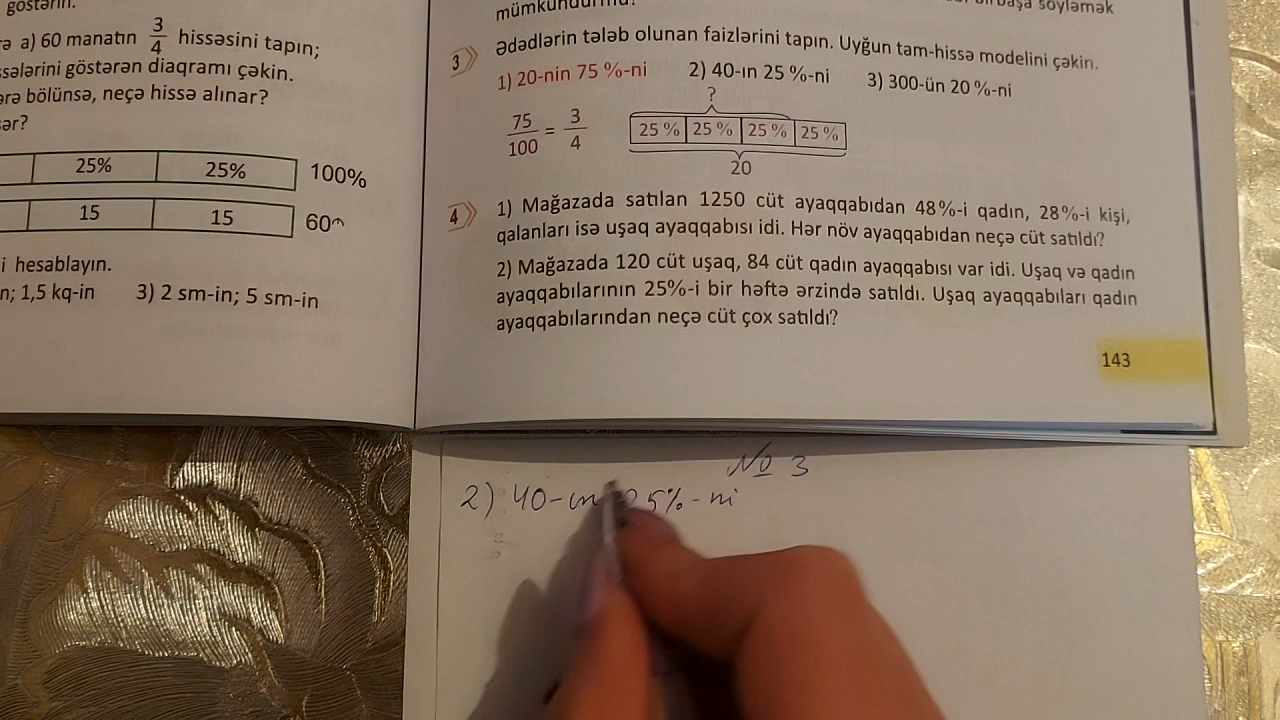 göstərin.
a) 60 manatın 3/4 hissəsini tapın;
göstərən diaqramı çəkin.
bölünsə, neçə hissə alınar?
25% 25% 100%
15 15 60₼
hesablayın.
1,5 kq-in 3) 2 sm-in; 5 sm-in
söyləmək
3 Ədədlərin tələb olunan faizlərini tapın. Uyğun tam-hissə modelini çəkin.
1) 20-nin 75 %-ni 2) 40-ın 25 %-ni 3) 300-ün 20 %-ni
?
75/100 = 3/4 25 % 25 % 25 % 25 %
20
4 1) Mağazada satılan 1250 cüt ayaqqabıdan 48%-i qadın, 28%-i kişi,
qalanları isə uşaq ayaqqabısı idi. Hər növ ayaqqabıdan neçə cüt satıldı?
2) Mağazada 120 cüt uşaq, 84 cüt qadın ayaqqabısı var idi. Uşaq və qadın
ayaqqabılarının 25%-i bir həftə ərzində satıldı. Uşaq ayaqqabıları qadın
ayaqqabılarından neçə cüt çox satıldı?
143
№ 3
2) 40-ın 25%-ni